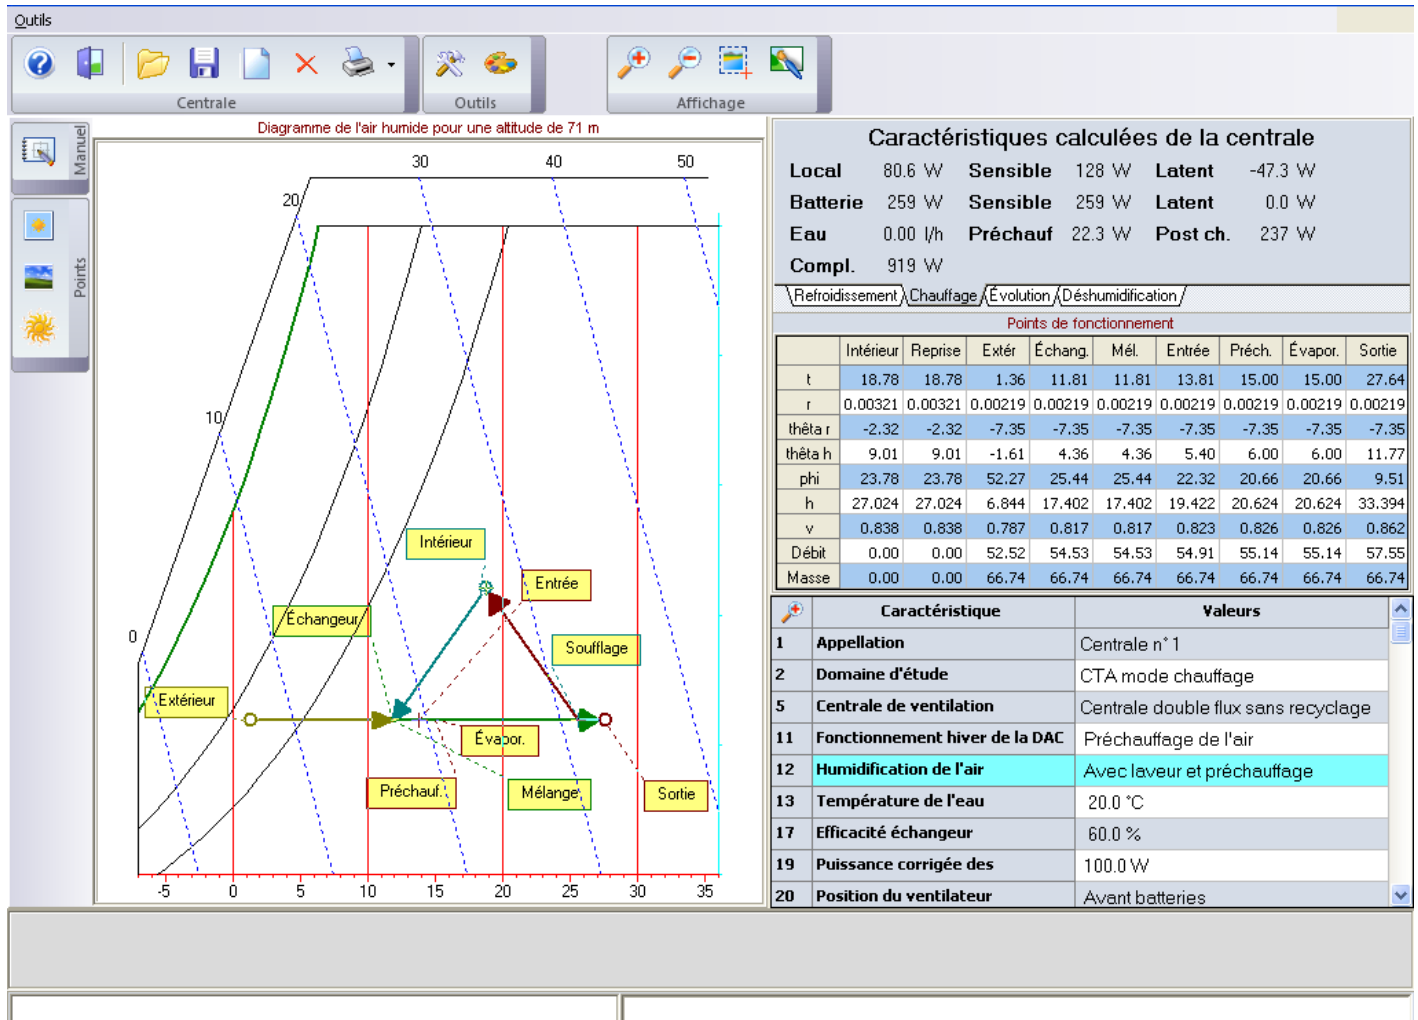 Outils
Centrale
Outils
Affichage
Manuel
Points
Diagramme de l'air humide pour une altitude de 71 m
30
40
50
20
10
0
Intérieur
Entrée
Échangeur
Soufflage
Extérieur
Évapor.
Préchauf.
Mélange
Sortie
-5 0 5 10 15 20 25 30 35
Caractéristiques calculées de la centrale
Local 80.6 W Sensible 128 W Latent -47.3 W
Batterie 259 W Sensible 259 W Latent 0.0 W
Eau 0.00 l/h Préchauf 22.3 W Post ch. 237 W
Compl. 919 W
Refroidissement Chauffage Évolution Déshumidification
Points de fonctionnement
Intérieur Reprise Extér Échang. Mél. Entrée Préch. Évapor. Sortie
t 18.78 18.78 1.36 11.81 11.81 13.81 15.00 15.00 27.64
r 0.00321 0.00321 0.00219 0.00219 0.00219 0.00219 0.00219 0.00219 0.00219
thêta r -2.32 -2.32 -7.35 -7.35 -7.35 -7.35 -7.35 -7.35 -7.35
thêta h 9.01 9.01 -1.61 4.36 4.36 5.40 6.00 6.00 11.77
phi 23.78 23.78 52.27 25.44 25.44 22.32 20.66 20.66 9.51
h 27.024 27.024 6.844 17.402 17.402 19.422 20.624 20.624 33.394
v 0.838 0.838 0.787 0.817 0.817 0.823 0.826 0.826 0.862
Débit 0.00 0.00 52.52 54.53 54.53 54.91 55.14 55.14 57.55
Masse 0.00 0.00 66.74 66.74 66.74 66.74 66.74 66.74 66.74
Caractéristique Valeurs
1 Appellation Centrale n° 1
2 Domaine d'étude CTA mode chauffage
5 Centrale de ventilation Centrale double flux sans recyclage
11 Fonctionnement hiver de la DAC Préchauffage de l'air
12 Humidification de l'air Avec laveur et préchauffage
13 Température de l'eau 20.0 °C
17 Efficacité échangeur 60.0 %
19 Puissance corrigée des 100.0 W
20 Position du ventilateur Avant batteries